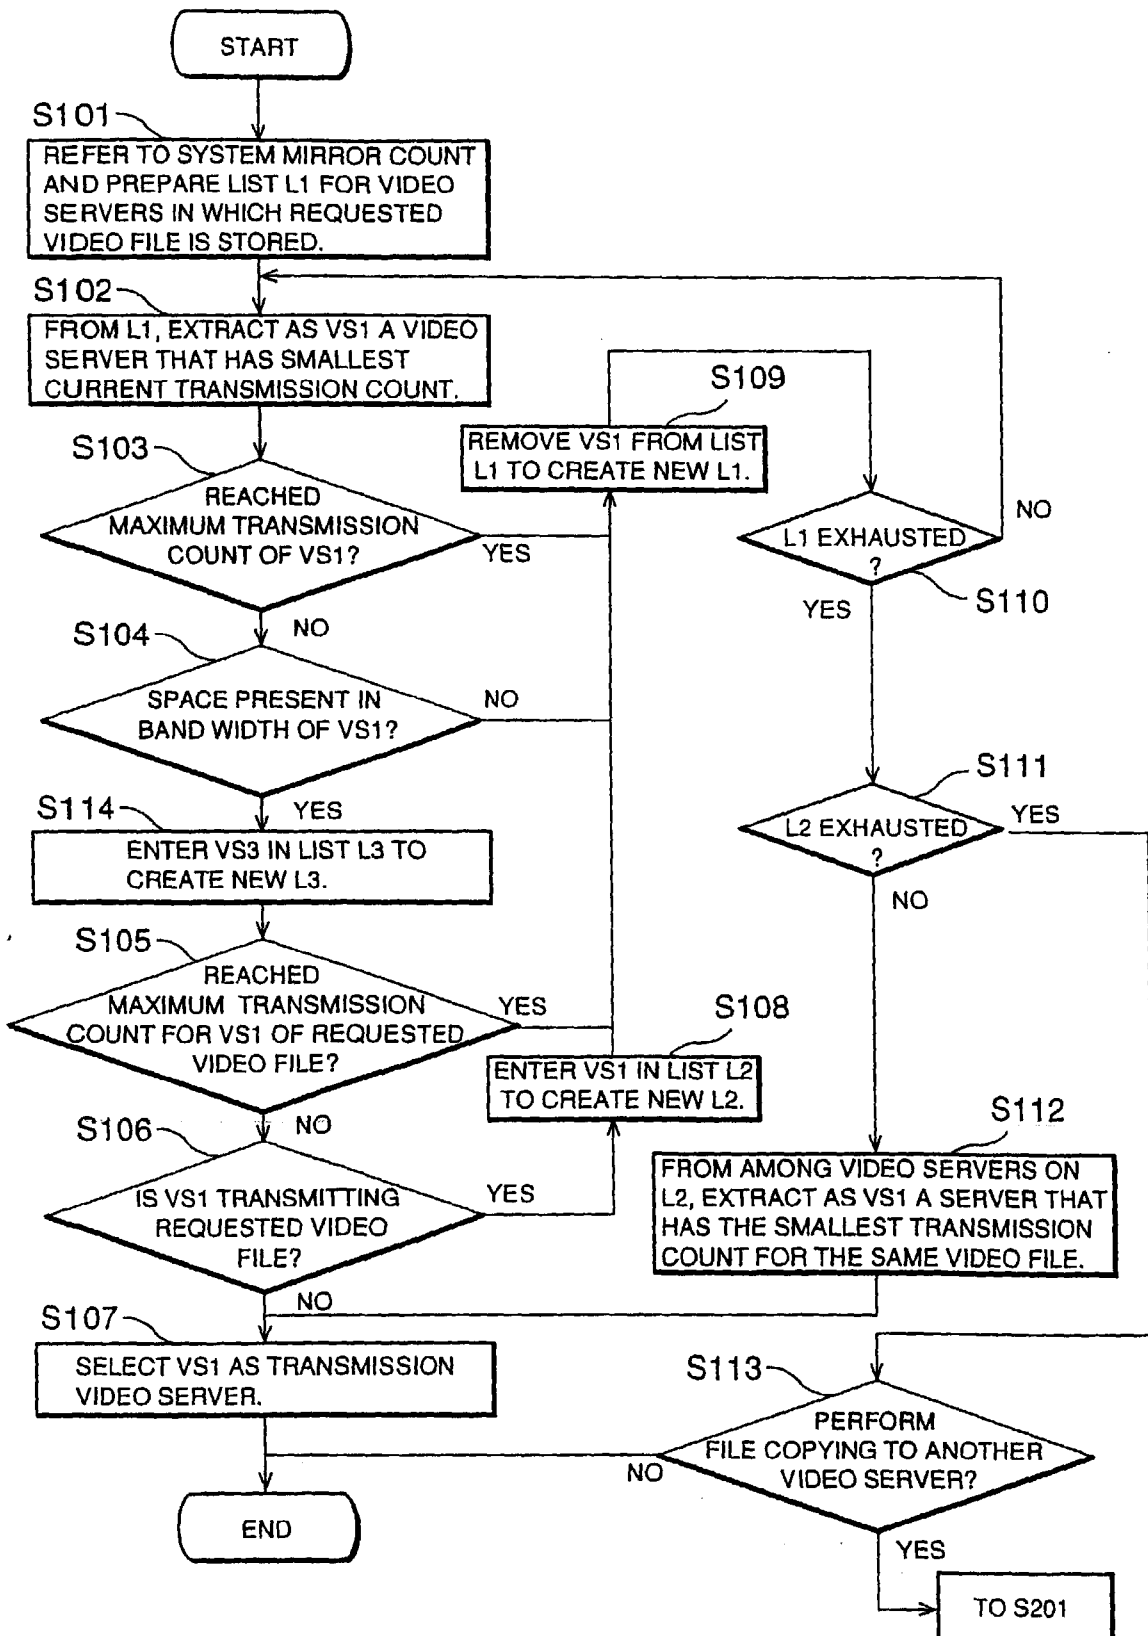 START
S101
REFER TO SYSTEM MIRROR COUNT
AND PREPARE LIST L1 FOR VIDEO
SERVERS IN WHICH REQUESTED
VIDEO FILE IS STORED.
S102
FROM L1, EXTRACT AS VS1 A VIDEO
SERVER THAT HAS SMALLEST
CURRENT TRANSMISSION COUNT.
S103
REACHED
MAXIMUM TRANSMISSION
COUNT OF VS1?
YES
NO
S104
SPACE PRESENT IN
BAND WIDTH OF VS1?
NO
YES
S114
ENTER VS3 IN LIST L3 TO
CREATE NEW L3.
S105
REACHED
MAXIMUM TRANSMISSION
COUNT FOR VS1 OF REQUESTED
VIDEO FILE?
YES
NO
S106
IS VS1 TRANSMITTING
REQUESTED VIDEO
FILE?
YES
NO
S107
SELECT VS1 AS TRANSMISSION
VIDEO SERVER.
END
S108
ENTER VS1 IN LIST L2
TO CREATE NEW L2.
S109
REMOVE VS1 FROM LIST
L1 TO CREATE NEW L1.
L1 EXHAUSTED
?
NO
S110
YES
S111
L2 EXHAUSTED
?
YES
NO
S112
FROM AMONG VIDEO SERVERS ON
L2, EXTRACT AS VS1 A SERVER THAT
HAS THE SMALLEST TRANSMISSION
COUNT FOR THE SAME VIDEO FILE.
S113
PERFORM
FILE COPYING TO ANOTHER
VIDEO SERVER?
NO
YES
TO S201